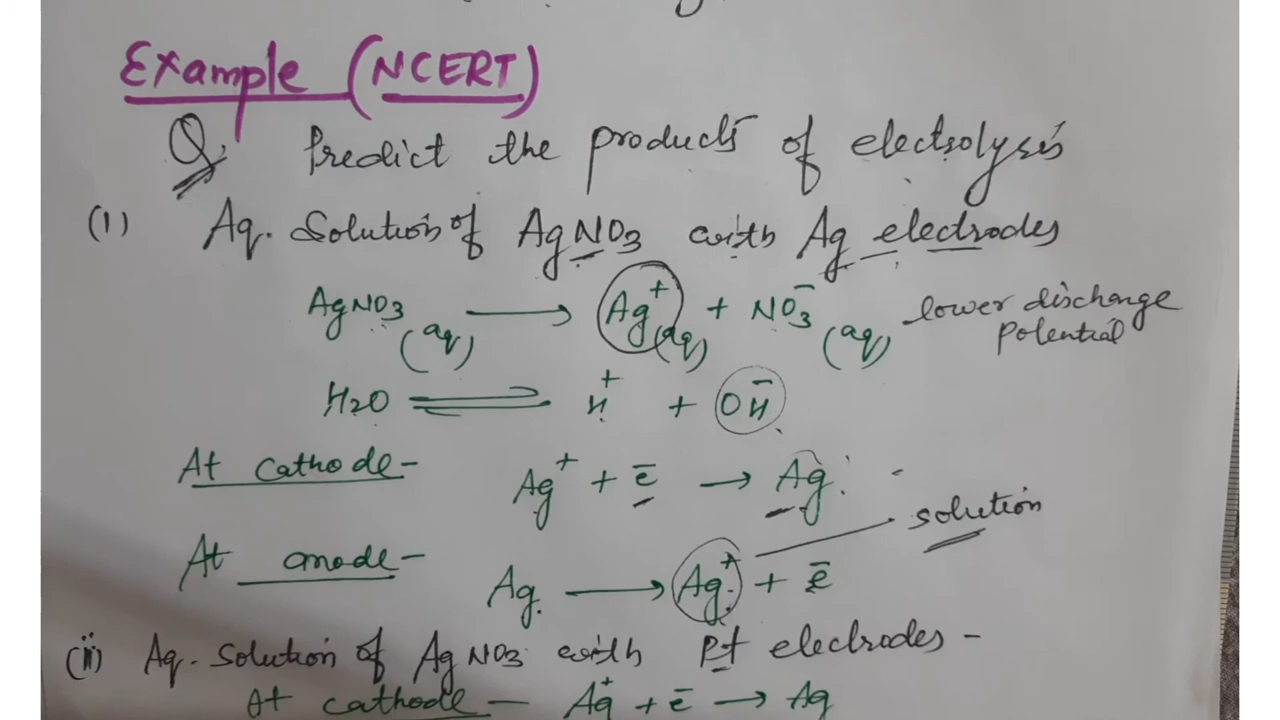 Example (NCERT)
Q. Predict the products of electrolysis
(1) Aq. Solution of AgNO3 with Ag electrodes
AgNO3 (aq) ⟶ Ag⁺ (aq) + NO3⁻ (aq) lower discharge potential
H2O ⇌ H⁺ + OH⁻
At cathode - Ag⁺ + e⁻ → Ag
At anode - Ag ⟶ Ag⁺ + e⁻ solution
(ii) Aq. Solution of AgNO3 with Pt electrodes -
At cathode - Ag⁺ + e⁻ → Ag